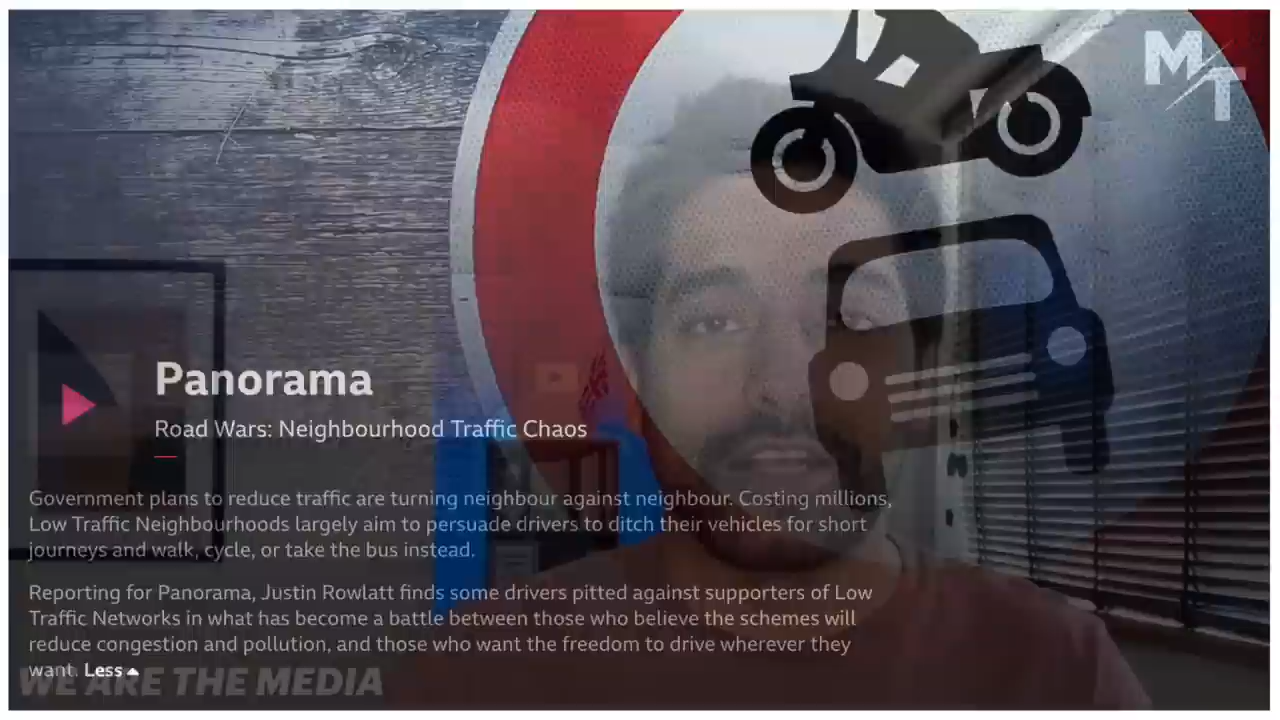 M/T
Panorama
Road Wars: Neighbourhood Traffic Chaos
Government plans to reduce traffic are turning neighbour against neighbour. Costing millions,
Low Traffic Neighbourhoods largely aim to persuade drivers to ditch their vehicles for short
journeys and walk, cycle, or take the bus instead.
Reporting for Panorama, Justin Rowlatt finds some drivers pitted against supporters of Low
Traffic Networks in what has become a battle between those who believe the schemes will
reduce congestion and pollution, and those who want the freedom to drive wherever they
want. Less
WE ARE THE MEDIA